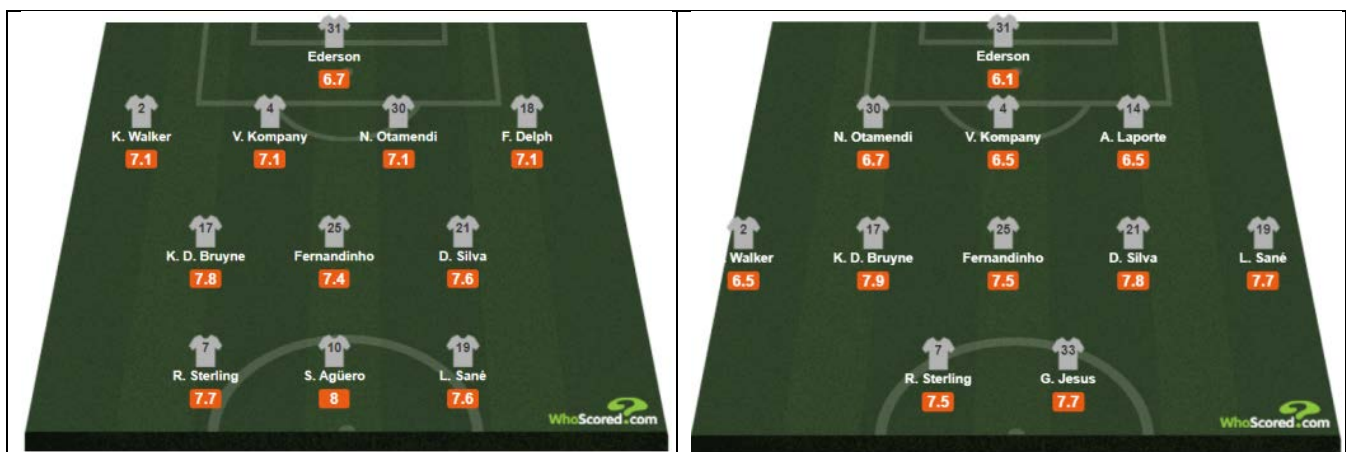 31
Ederson
6.7
2 4 30 18
K. Walker V. Kompany N. Otamendi F. Delph
7.1 7.1 7.1 7.1
17 25 21
K. D. Bruyne Fernandinho D. Silva
7.8 7.4 7.6
7 10 19
R. Sterling S. Agüero L. Sané
7.7 8 7.6
WhoScored.com
31
Ederson
6.1
30 4 14
N. Otamendi V. Kompany A. Laporte
6.7 6.5 6.5
2 17 25 21 19
Walker K. D. Bruyne Fernandinho D. Silva L. Sané
6.5 7.9 7.5 7.8 7.7
7 33
R. Sterling G. Jesus
7.5 7.7
WhoScored.com